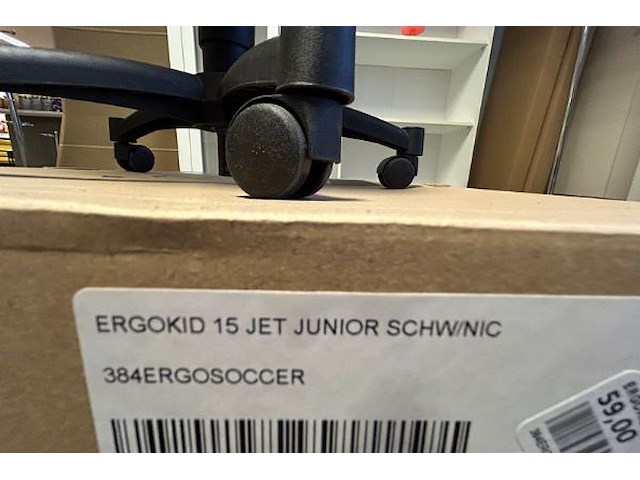 ERGOKID 15 JET JUNIOR SCHW/NIC
384ERGOSOCCER
59,00